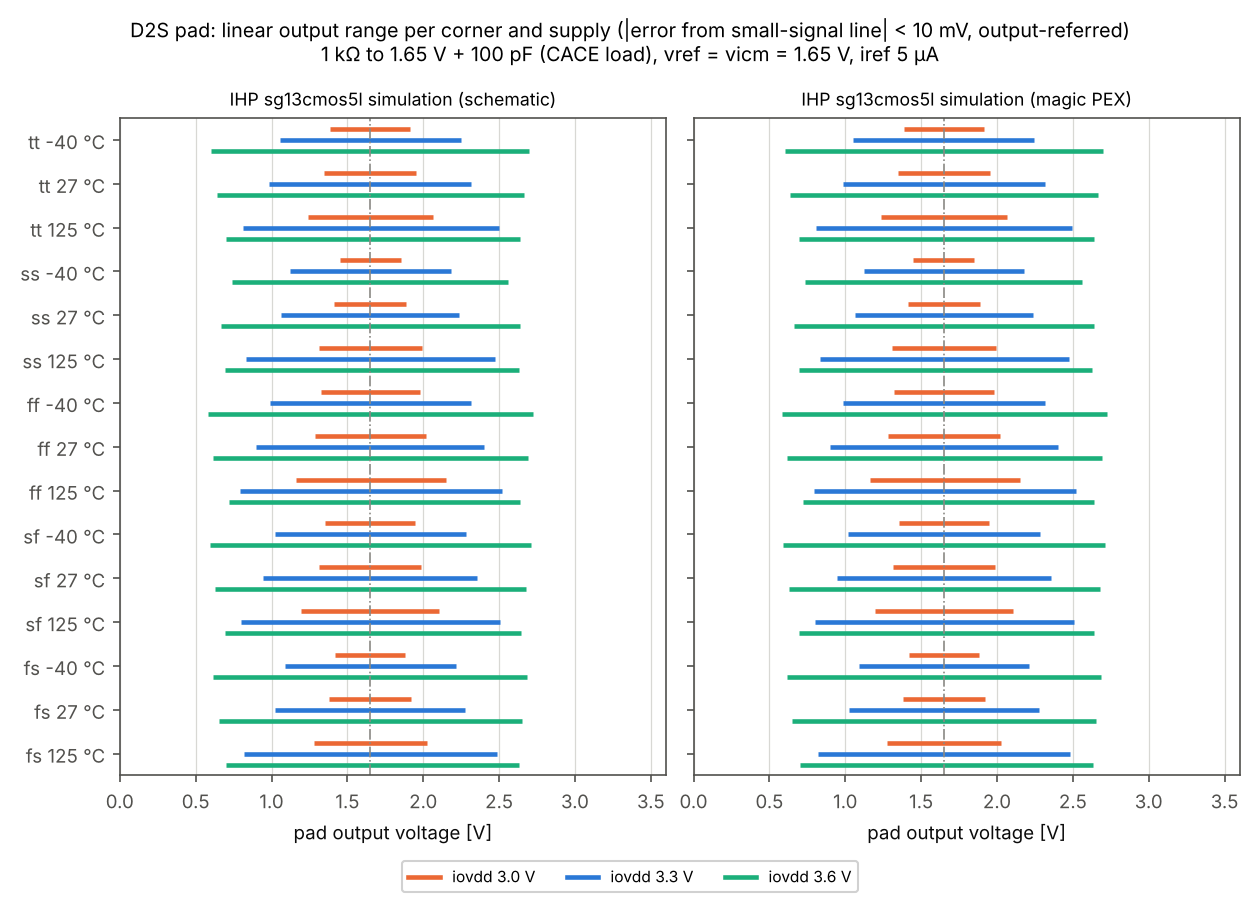 D2S pad: linear output range per corner and supply (|error from small-signal line| < 10 mV, output-referred)
1 kΩ to 1.65 V + 100 pF (CACE load), vref = vicm = 1.65 V, iref 5 µA
IHP sg13cmos5l simulation (schematic)
IHP sg13cmos5l simulation (magic PEX)
tt -40 °C
tt 27 °C
tt 125 °C
ss -40 °C
ss 27 °C
ss 125 °C
ff -40 °C
ff 27 °C
ff 125 °C
sf -40 °C
sf 27 °C
sf 125 °C
fs -40 °C
fs 27 °C
fs 125 °C
0.0 0.5 1.0 1.5 2.0 2.5 3.0 3.5
0.0 0.5 1.0 1.5 2.0 2.5 3.0 3.5
pad output voltage [V]
pad output voltage [V]
iovdd 3.0 V iovdd 3.3 V iovdd 3.6 V